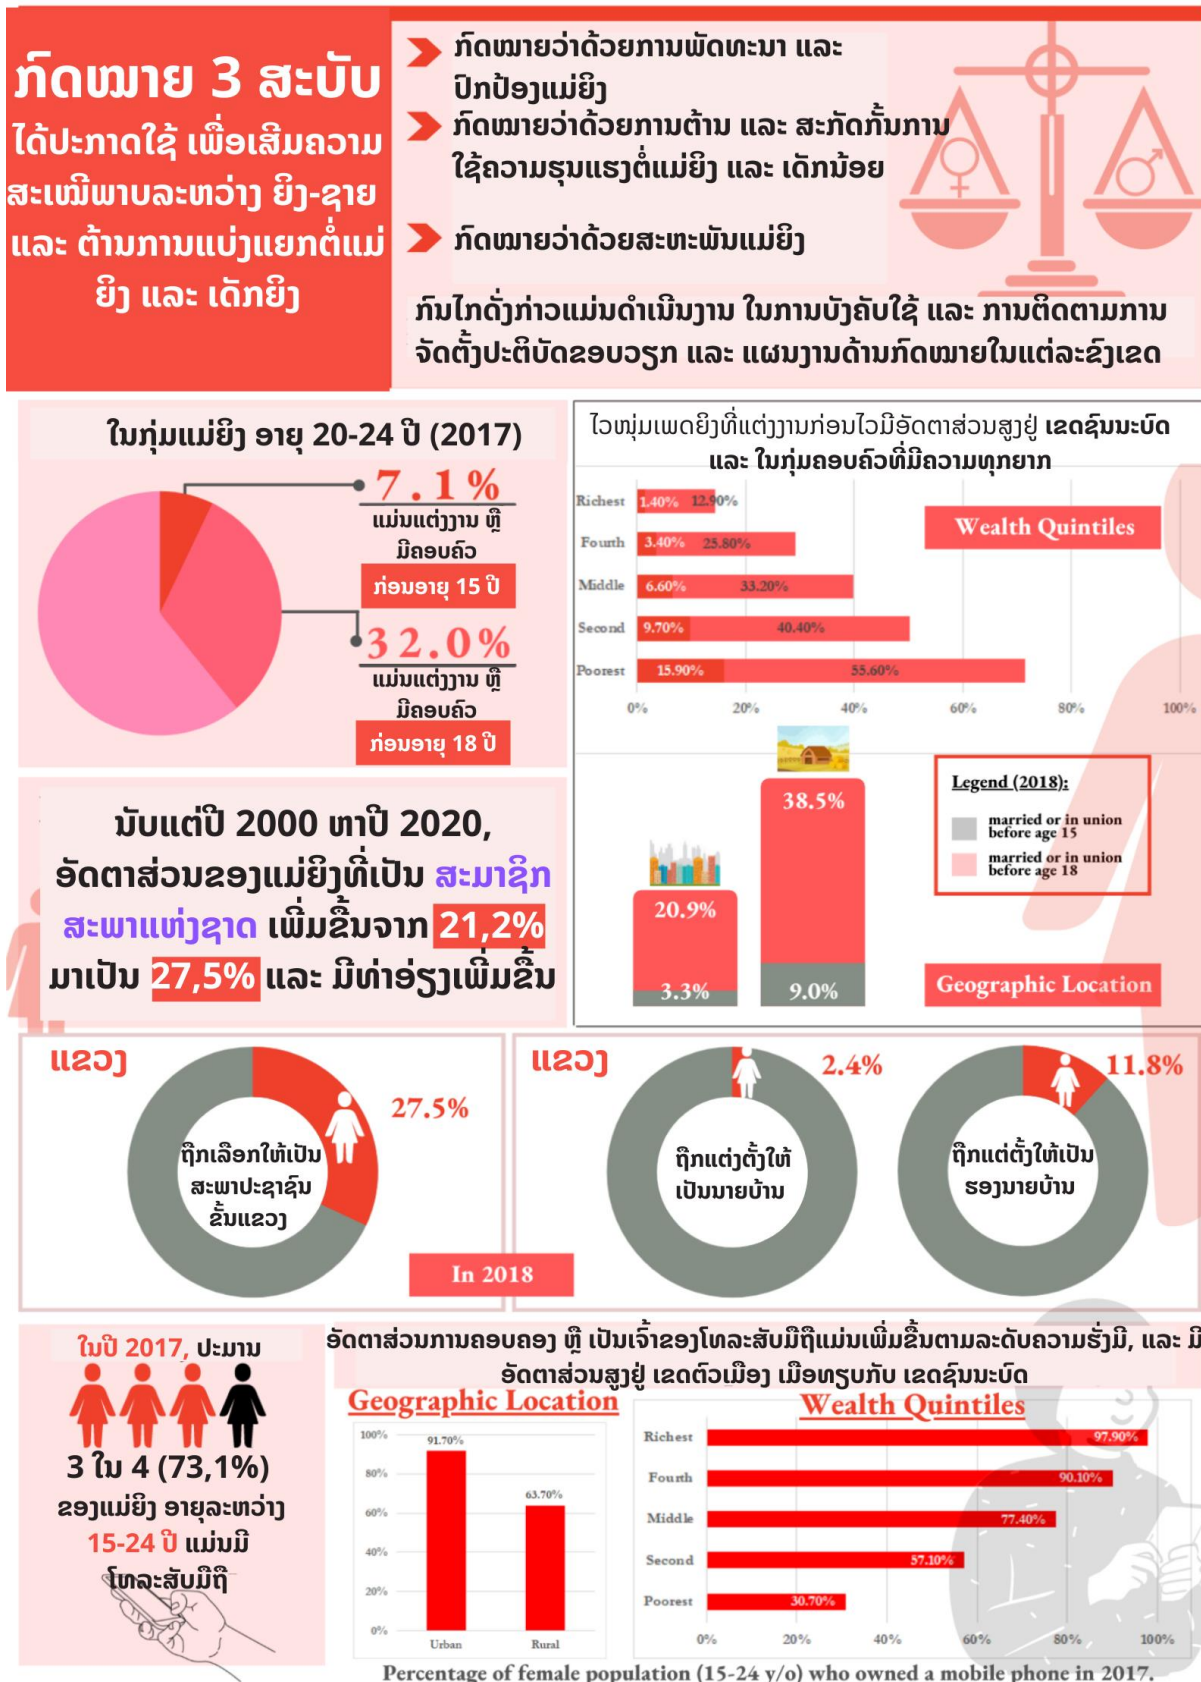 ກົດໝາຍ 3 ສະບັບ
ໄດ້ປະກາດໃຊ້ ເພື່ອເສີມຄວາມ
ສະເໝີພາບລະຫວ່າງ ຍິງ-ຊາຍ
ແລະ ຕ້ານການແບ່ງແຍກຕໍ່ແມ່
ຍິງ ແລະ ເດັກຍິງ
ກົດໝາຍວ່າດ້ວຍການພັດທະນາ ແລະ
ປົກປ້ອງແມ່ຍິງ
ກົດໝາຍວ່າດ້ວຍການຕ້ານ ແລະ ສະກັດກັ້ນການ
ໃຊ້ຄວາມຮຸນແຮງຕໍ່ແມ່ຍິງ ແລະ ເດັກນ້ອຍ
ກົດໝາຍວ່າດ້ວຍສະຫະພັນແມ່ຍິງ
ກົນໄກດັ່ງກ່າວແມ່ນດຳເນີນງານ ໃນການບັງຄັບໃຊ້ ແລະ ການຕິດຕາມການ
ຈັດຕັ້ງປະຕິບັດຂອບວຽກ ແລະ ແຜນງານດ້ານກົດໝາຍໃນແຕ່ລະຂົງເຂດ
ໃນກຸ່ມແມ່ຍິງ ອາຍຸ 20-24 ປີ (2017)
7.1%
ແມ່ນແຕ່ງງານ ຫຼື
ມີຄອບຄົວ
ກ່ອນອາຍຸ 15 ປີ
32.0%
ແມ່ນແຕ່ງງານ ຫຼື
ມີຄອບຄົວ
ກ່ອນອາຍຸ 18 ປີ
ໄວໜຸ່ມເພດຍິງທີ່ແຕ່ງງານກ່ອນໄວມີອັດຕາສ່ວນສູງຢູ່ ເຂດຊົນນະບົດ
ແລະ ໃນກຸ່ມຄອບຄົວທີ່ມີຄວາມທຸກຍາກ
Wealth Quintiles
Richest 1.40% 12.90%
Fourth 3.40% 25.80%
Middle 6.60% 33.20%
Second 9.70% 40.40%
Poorest 15.90% 55.60%
0% 20% 40% 60% 80% 100%
38.5%
20.9%
3.3%
9.0%
Legend (2018):
married or in union
before age 15
married or in union
before age 18
Geographic Location
ນັບແຕ່ປີ 2000 ຫາປີ 2020,
ອັດຕາສ່ວນຂອງແມ່ຍິງທີ່ເປັນ ສະມາຊິກ
ສະພາແຫ່ງຊາດ ເພີ່ມຂຶ້ນຈາກ 21,2%
ມາເປັນ 27,5% ແລະ ມີທ່າອ່ຽງເພີ່ມຂຶ້ນ
ແຂວງ
27.5%
ຖືກເລືອກໃຫ້ເປັນ
ສະພາປະຊາຊົນ
ຂັ້ນແຂວງ
In 2018
ແຂວງ
2.4%
ຖືກແຕ່ງຕັ້ງໃຫ້
ເປັນນາຍບ້ານ
11.8%
ຖືກແຕ່ຕັ້ງໃຫ້ເປັນ
ຮອງນາຍບ້ານ
ໃນປີ 2017, ປະມານ
3 ໃນ 4 (73,1%)
ຂອງແມ່ຍິງ ອາຍຸລະຫວ່າງ
15-24 ປີ ແມ່ນມີ
ໂທລະສັບມືຖື
ອັດຕາສ່ວນການຄອບຄອງ ຫຼື ເປັນເຈົ້າຂອງໂທລະສັບມືຖືແມ່ນເພີ່ມຂື້ນຕາມລະດັບຄວາມຮັ່ງມີ, ແລະ ມີ
ອັດຕາສ່ວນສູງຢູ່ ເຂດຕົວເມືອງ ເມືອທຽບກັບ ເຂດຊົນນະບົດ
Geographic Location
100%
80%
60%
40%
20%
0%
91.70%
63.70%
Urban Rural
Wealth Quintiles
Richest 97.90%
Fourth 90.10%
Middle 77.40%
Second 57.10%
Poorest 30.70%
0% 20% 40% 60% 80% 100%
Percentage of female population (15-24 y/o) who owned a mobile phone in 2017.